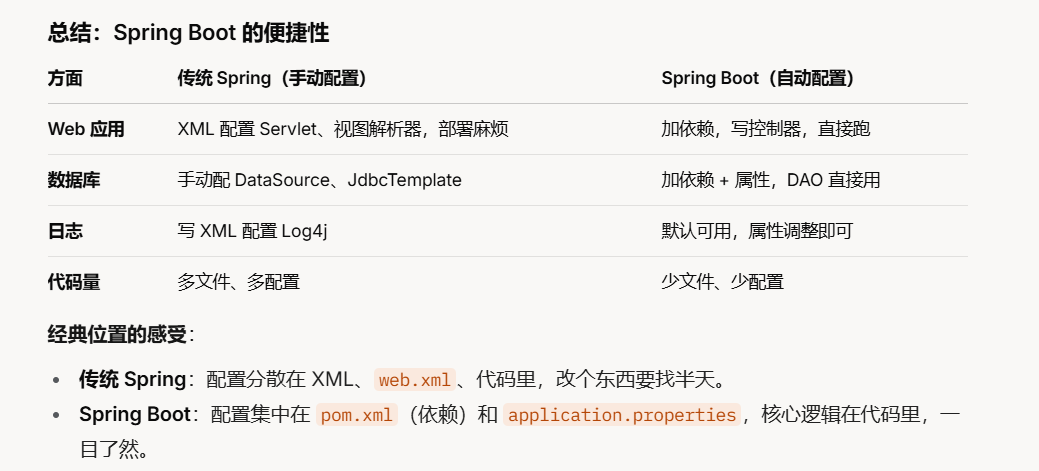 总结：Spring Boot 的便捷性
方面 传统 Spring（手动配置） Spring Boot（自动配置）
Web 应用 XML 配置 Servlet、视图解析器，部署麻烦 加依赖，写控制器，直接跑
数据库 手动配 DataSource、JdbcTemplate 加依赖 + 属性，DAO 直接用
日志 写 XML 配置 Log4j 默认可用，属性调整即可
代码量 多文件、多配置 少文件、少配置
经典位置的感受：
• 传统 Spring：配置分散在 XML、web.xml、代码里，改个东西要找半天。
• Spring Boot：配置集中在 pom.xml（依赖）和 application.properties，核心逻辑在代码里，一
目了然。